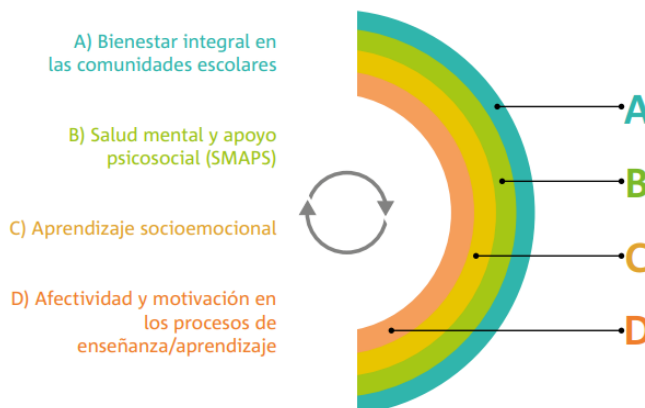 A) Bienestar integral en
las comunidades escolares
B) Salud mental y apoyo
psicosocial (SMAPS)
C) Aprendizaje socioemocional
D) Afectividad y motivación en
los procesos de
enseñanza/aprendizaje
A
B
C
D